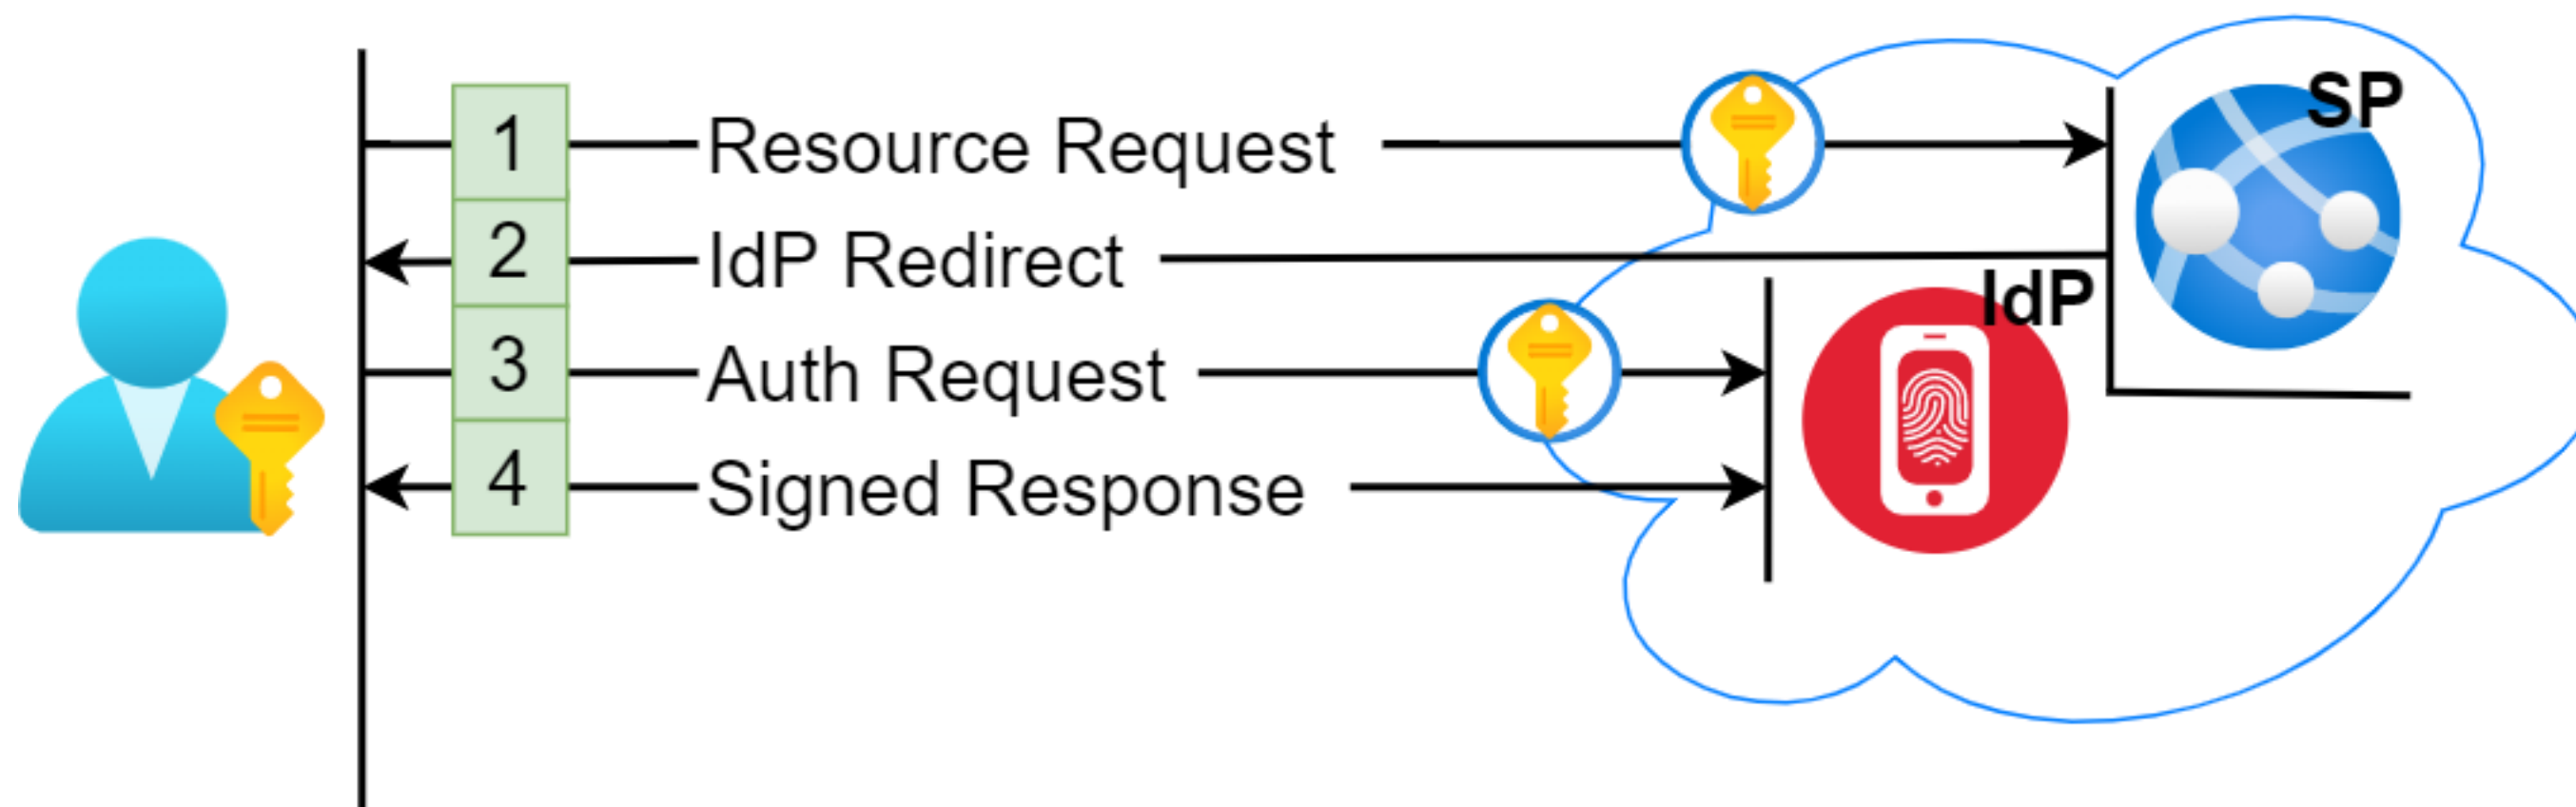 SP
1 Resource Request
2 IdP Redirect
IdP
3 Auth Request
4 Signed Response